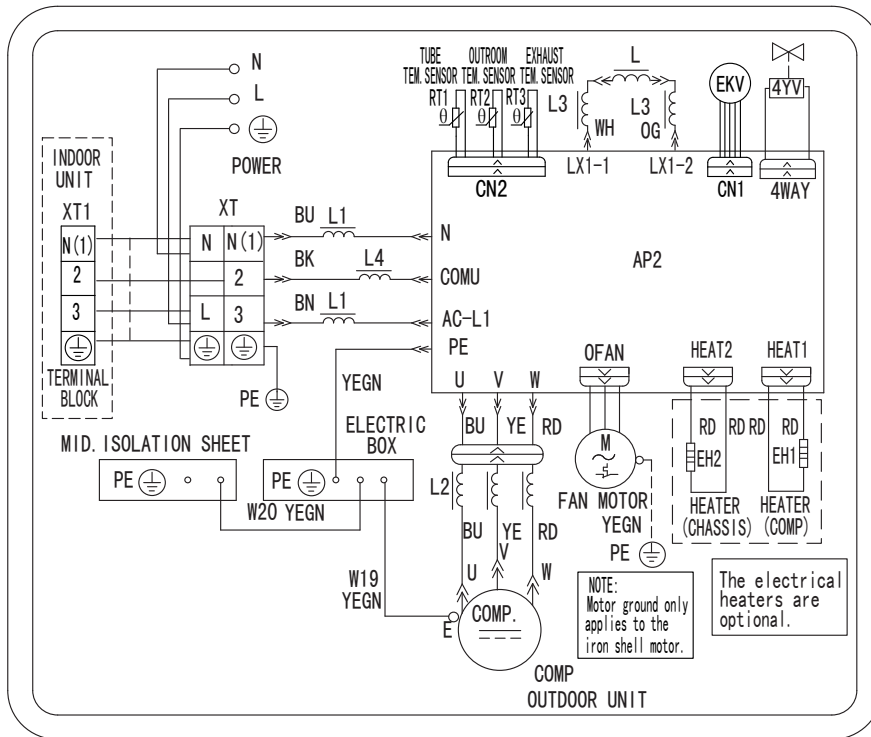 TUBE OUTROOM EXHAUST
TEM. SENSOR TEM. SENSOR TEM. SENSOR
RT1 RT2 RT3
θ θ θ
L
L3 L3
WH OG
EKV
4YV
N
L
POWER
LX1-1 LX1-2
CN2 CN1 4WAY
INDOOR
UNIT
XT1 XT
N(1) N N(1) BU L1 N
2 2 BK L4 COMU AP2
3 L 3 BN L1 AC-L1
PE
TERMINAL
BLOCK
PE
YEGN
U V W OFAN HEAT2 HEAT1
BU YE RD
RD RD RD RD
EH2 EH1
MID. ISOLATION SHEET
ELECTRIC
BOX
M
PE PE
L2
FAN MOTOR
YEGN
HEATER HEATER
(CHASSIS) (COMP)
W20 YEGN
BU YE RD
V
U W
PE
W19
YEGN
E
COMP.
NOTE:
Motor ground only
applies to the
iron shell motor.
The electrical
heaters are
optional.
COMP
OUTDOOR UNIT